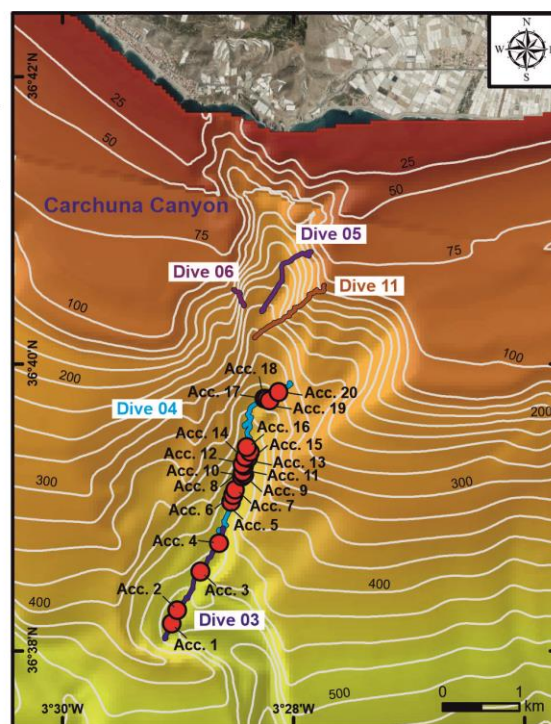 N
W
E
S
36°42'N
25
50
25
50
Carchuna Canyon
75
Dive 05
75
Dive 06
Dive 11
100
36°40'N
Acc. 18
100
200
Acc. 17
Acc. 20
Acc. 19
200
Dive 04
Acc. 16
Acc. 14
Acc. 15
300
Acc. 12
Acc. 13
Acc. 10
Acc. 11
Acc. 8
Acc. 9
300
Acc. 6
Acc. 7
Acc. 5
Acc. 4
Acc. 2
Acc. 3
400
400
Dive 03
36°38'N
Acc. 1
500
0
1
km
3°30'W
3°28'W